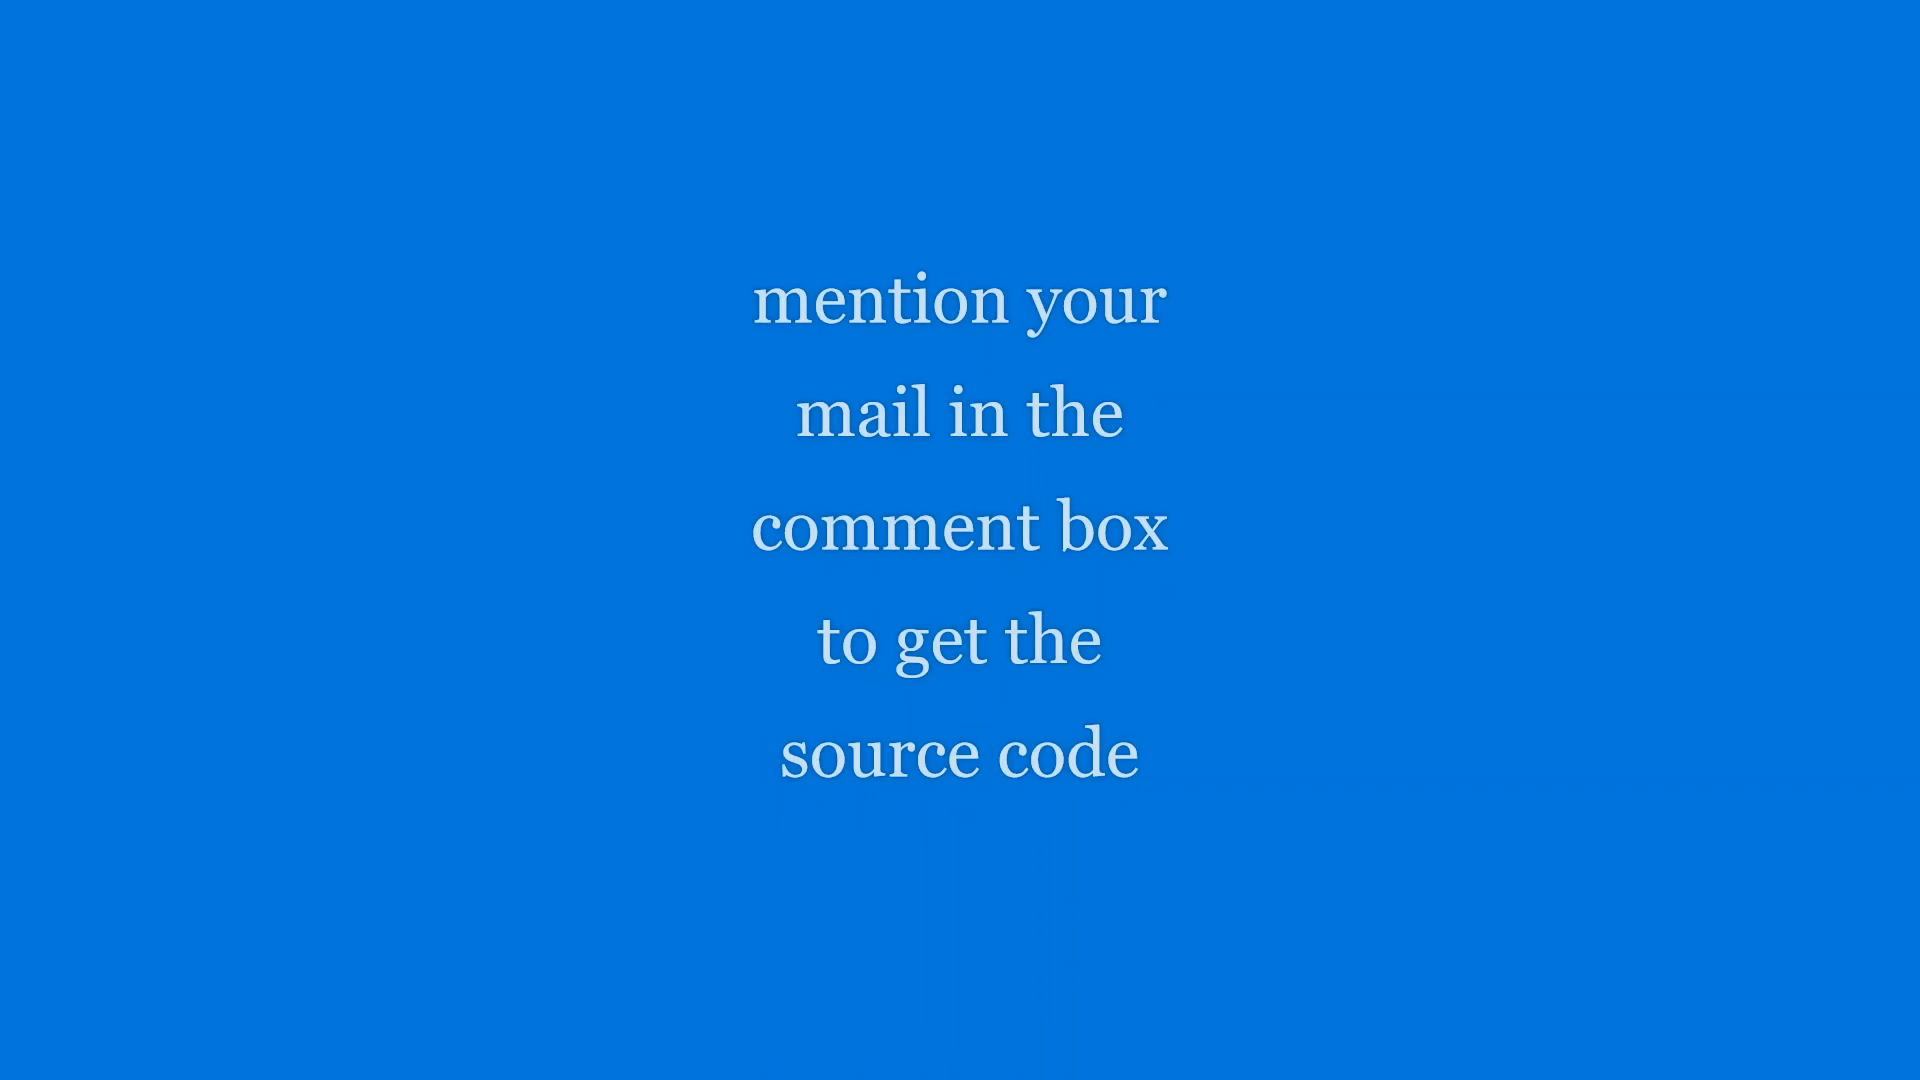 mention your
mail in the
comment box
to get the
source code